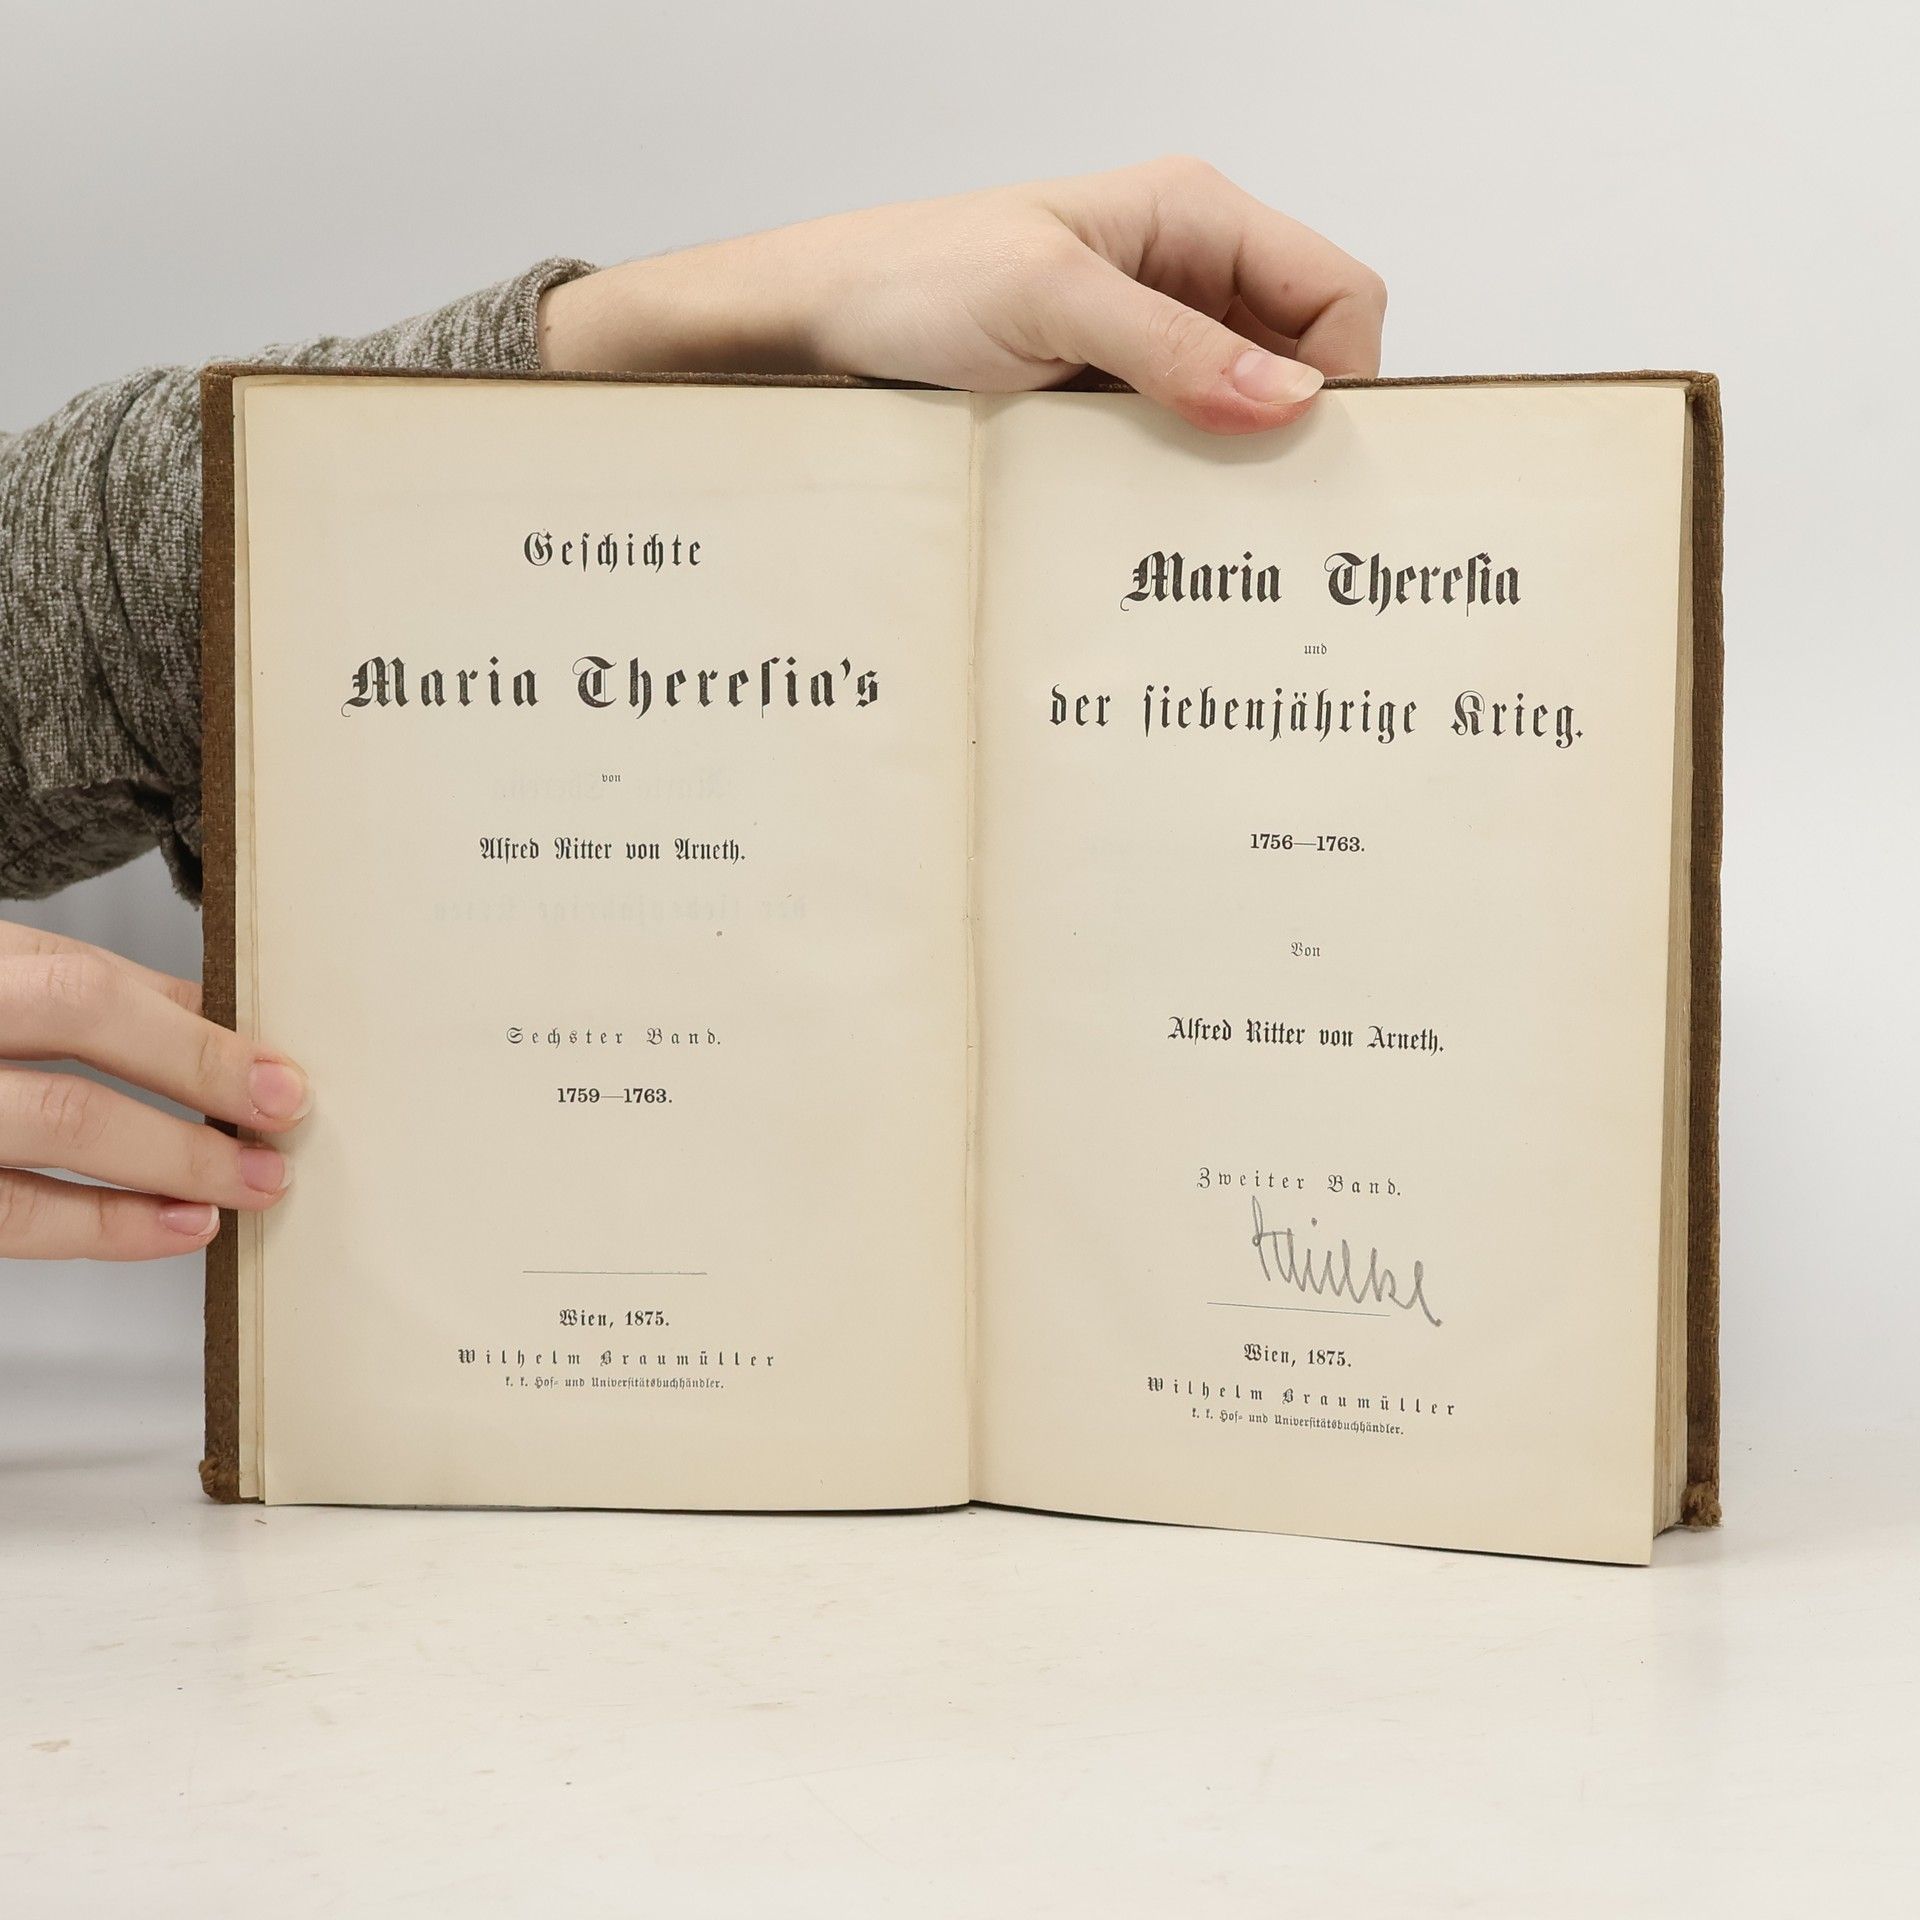 Geſchichte
Maria Thereſia's
von
Alfred Ritter von Arneth.
Sechster Band.
1759—1763.
Wien, 1875.
Wilhelm Braumüller
k. k. Hof- und Univerſitätsbuchhändler.
Maria Thereſia
und
der ſiebenjährige Krieg.
1756—1763.
Von
Alfred Ritter von Arneth.
Zweiter Band.
Wien, 1875.
Wilhelm Braumüller
k. k. Hof- und Univerſitätsbuchhändler.